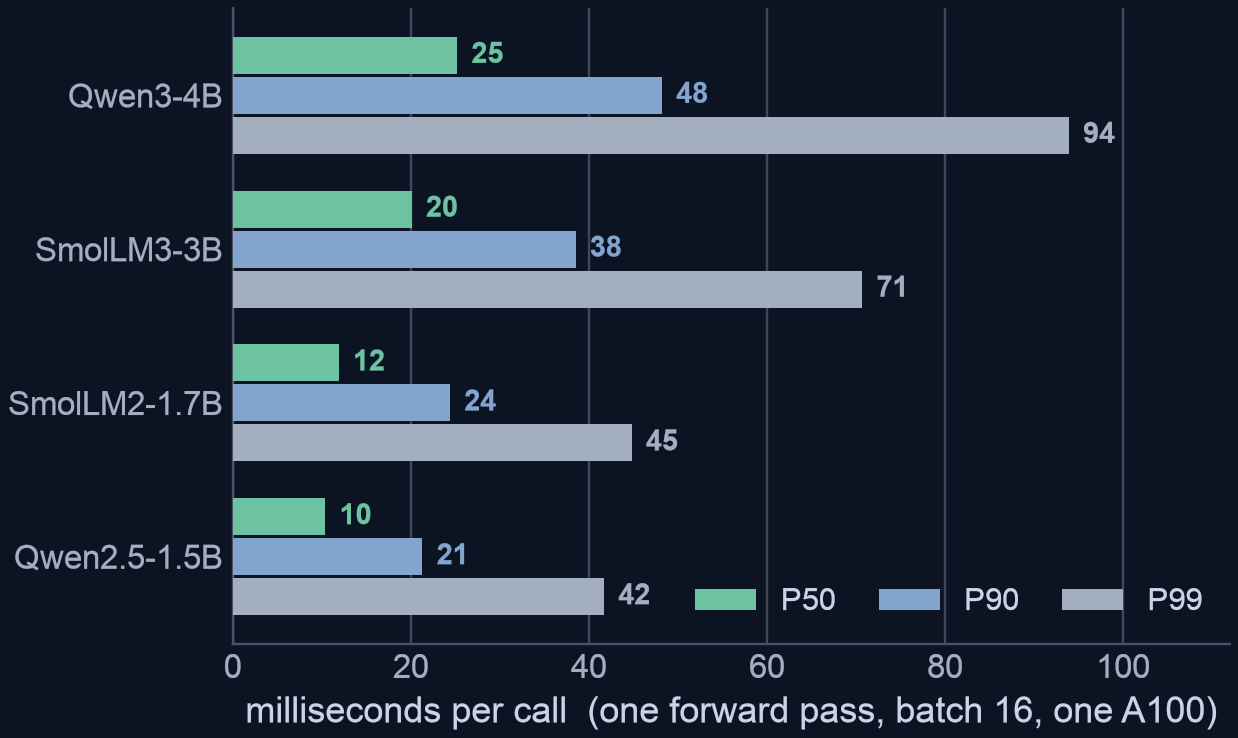 Qwen3-4B
25
48
94
SmolLM3-3B
20
38
71
SmolLM2-1.7B
12
24
45
Qwen2.5-1.5B
10
21
42
P50 P90 P99
0 20 40 60 80 100
milliseconds per call (one forward pass, batch 16, one A100)